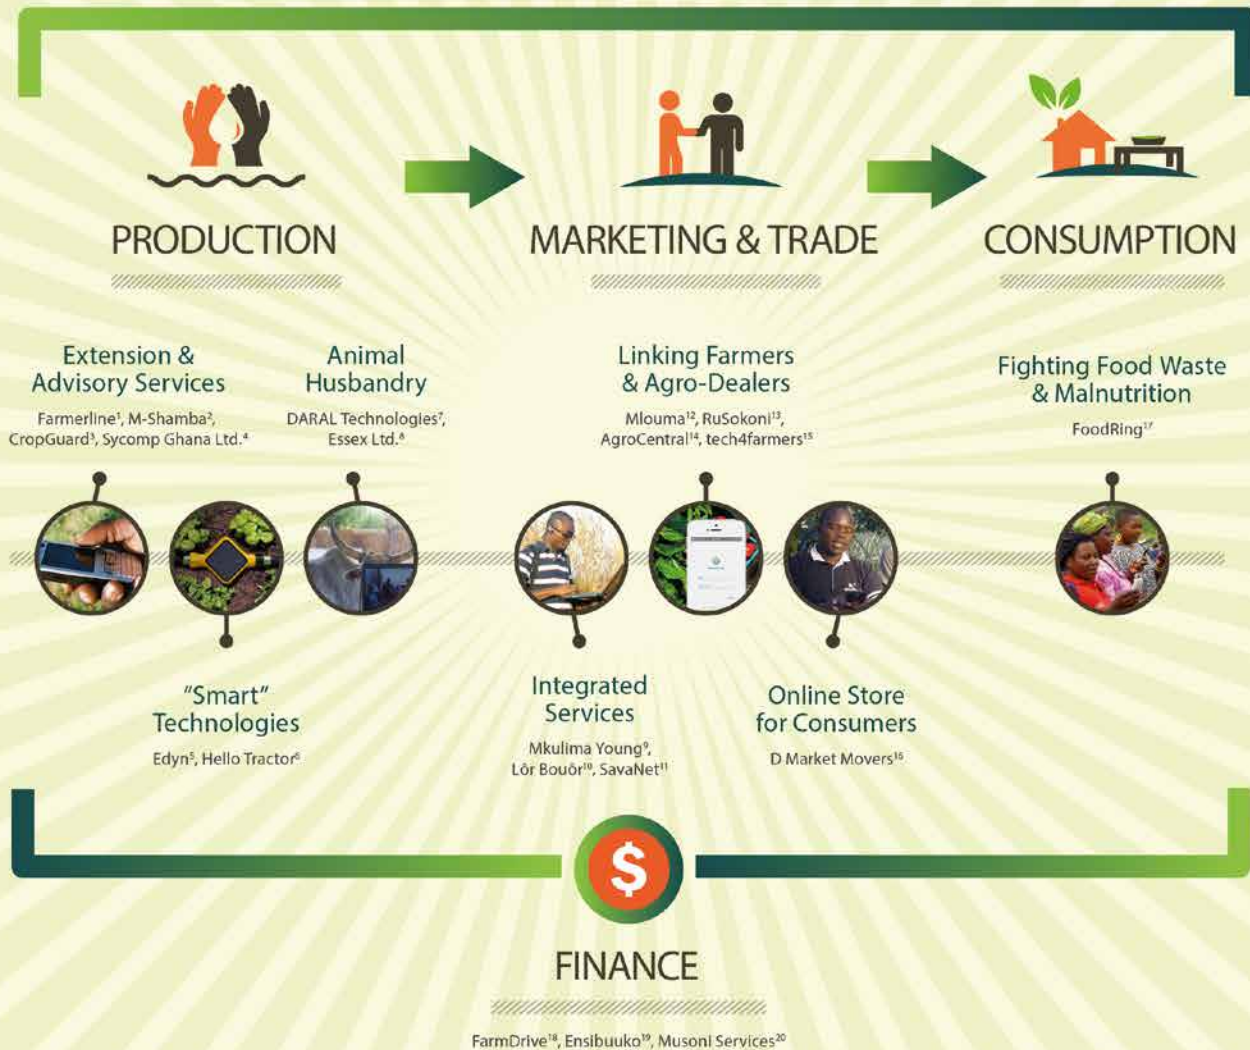 PRODUCTION
MARKETING & TRADE
CONSUMPTION
Extension &
Advisory Services
Farmerline¹, M-Shamba²,
CropGuard³, Sycomp Ghana Ltd.⁴
Animal
Husbandry
DARAL Technologies⁷,
Essex Ltd.⁸
Linking Farmers
& Agro-Dealers
Mlouma¹², RuSokoni¹³,
AgroCentral¹⁴, tech4farmers¹⁵
Fighting Food Waste
& Malnutrition
FoodRing¹⁷
"Smart"
Technologies
Edyn⁵, Hello Tractor⁶
Integrated
Services
Mkulima Young⁹,
Lôr Bouôr¹⁰, SavaNet¹¹
Online Store
for Consumers
D Market Movers¹⁶
$
FINANCE
FarmDrive¹⁸, Ensibuuko¹⁹, Musoni Services²⁰